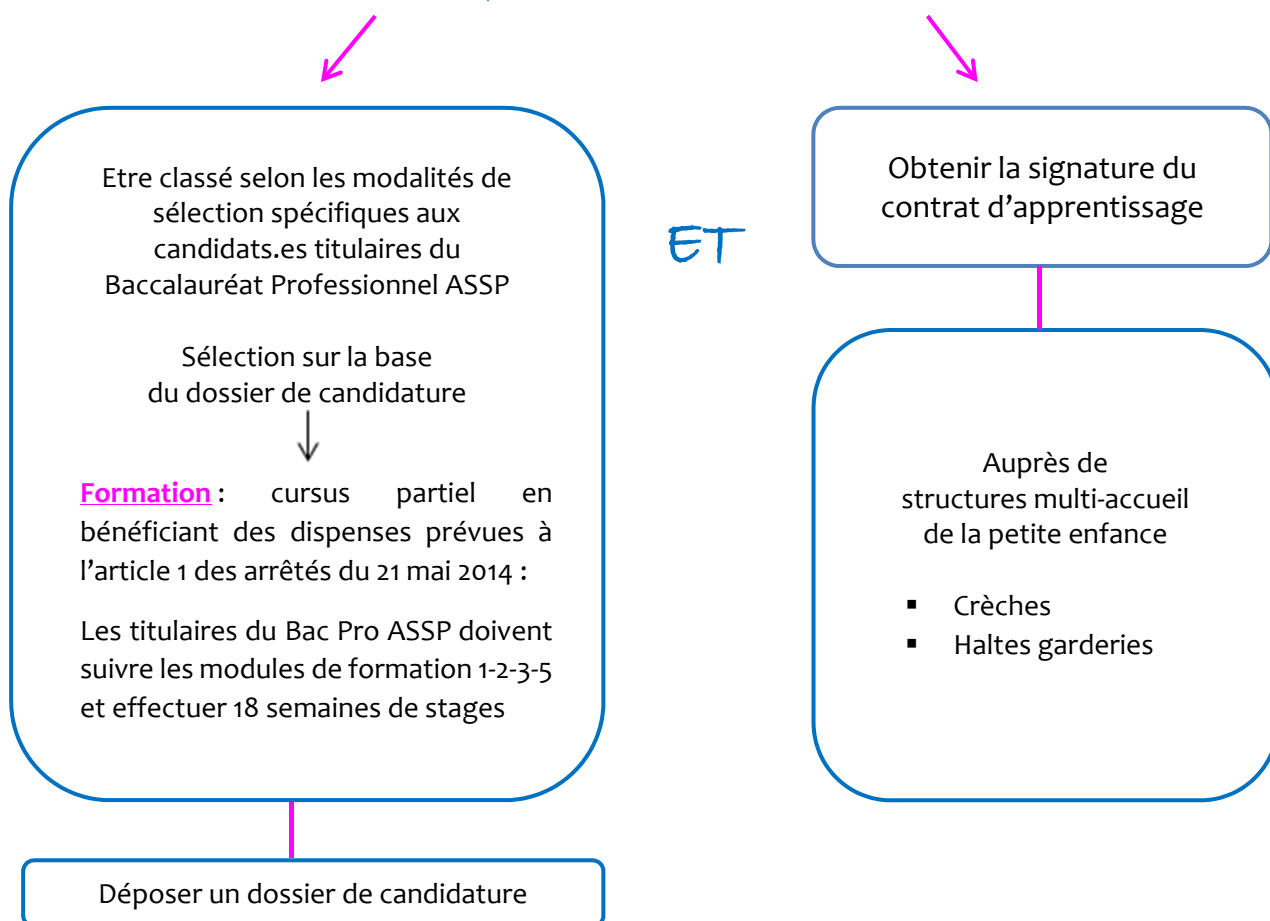 Etre classé selon les modalités de
sélection spécifiques aux
candidats.es titulaires du
Baccalauréat Professionnel ASSP
Sélection sur la base
du dossier de candidature
Formation : cursus partiel en
bénéficiant des dispenses prévues à
l'article 1 des arrêtés du 21 mai 2014 :
Les titulaires du Bac Pro ASSP doivent
suivre les modules de formation 1-2-3-5
et effectuer 18 semaines de stages
Déposer un dossier de candidature
ET
Obtenir la signature du
contrat d'apprentissage
Auprès de
structures multi-accueil
de la petite enfance
▪ Crèches
▪ Haltes garderies